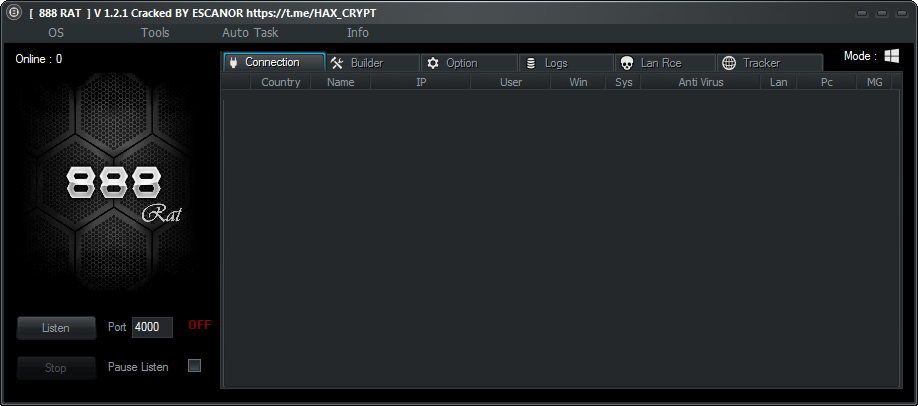 [ 888 RAT ] V 1.2.1 Cracked BY ESCANOR https://t.me/HAX_CRYPT
OS Tools Auto Task Info
Online : 0
Connection Builder Option Logs Lan Rce Tracker Mode :
Country Name IP User Win Sys Anti Virus Lan Pc MG
888
Rat
Listen Port 4000 OFF
Stop Pause Listen